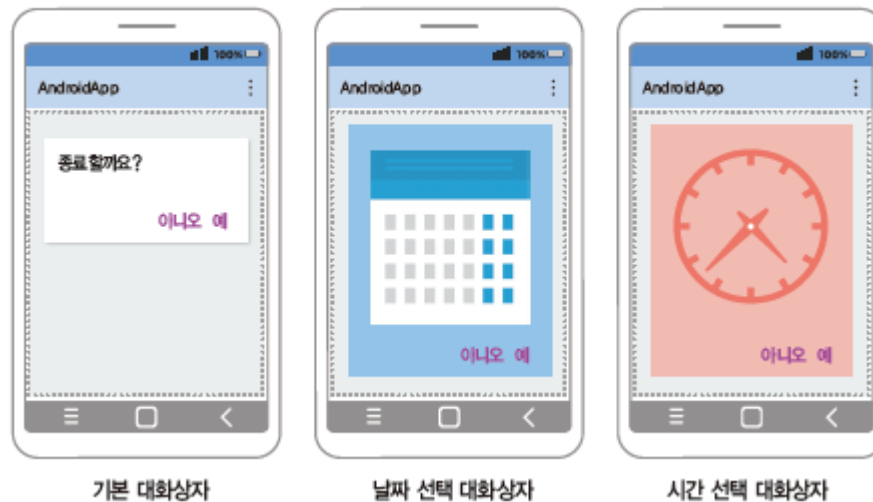 100%
AndroidApp
종료할까요?
아니오 예
기본 대화상자
100%
AndroidApp
아니오 예
날짜 선택 대화상자
100%
AndroidApp
아니오 예
시간 선택 대화상자